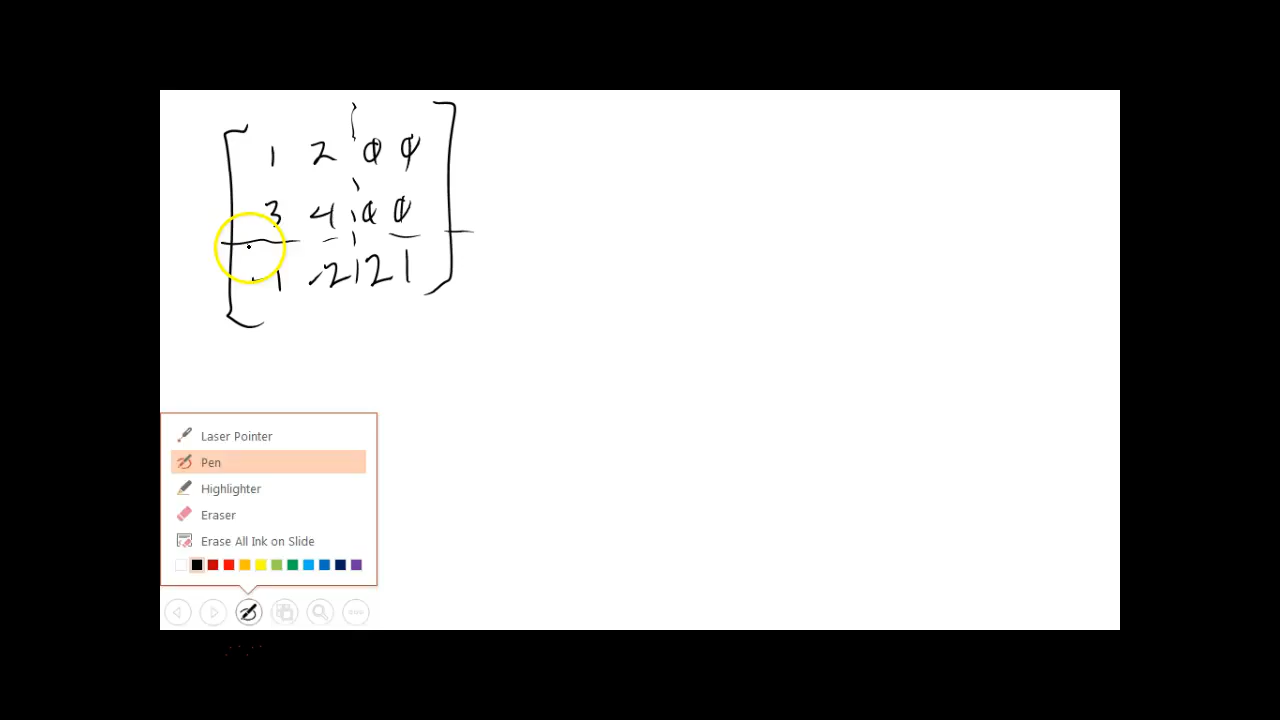 1 2 0 0
3 4 0 0
-1 -2 2 1
Laser Pointer
Pen
Highlighter
Eraser
Erase All Ink on Slide